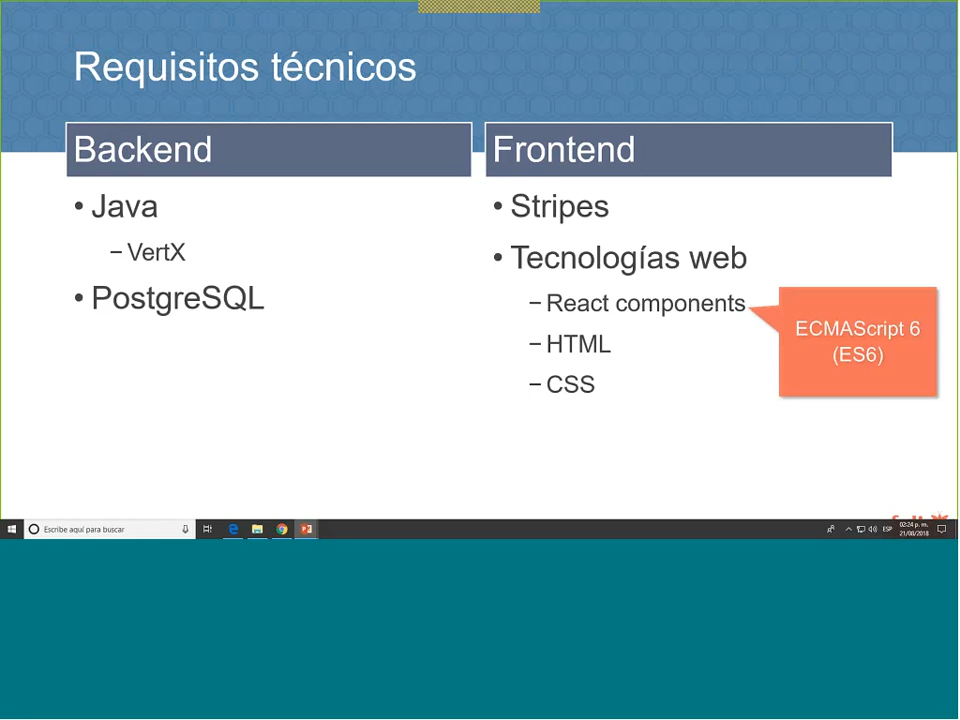 Requisitos técnicos
Backend
• Java
– VertX
• PostgreSQL
Frontend
• Stripes
• Tecnologías web
– React components
– HTML
– CSS
ECMAScript 6
(ES6)
Escribe aquí para buscar
ESP
02:24 p. m.
21/08/2018